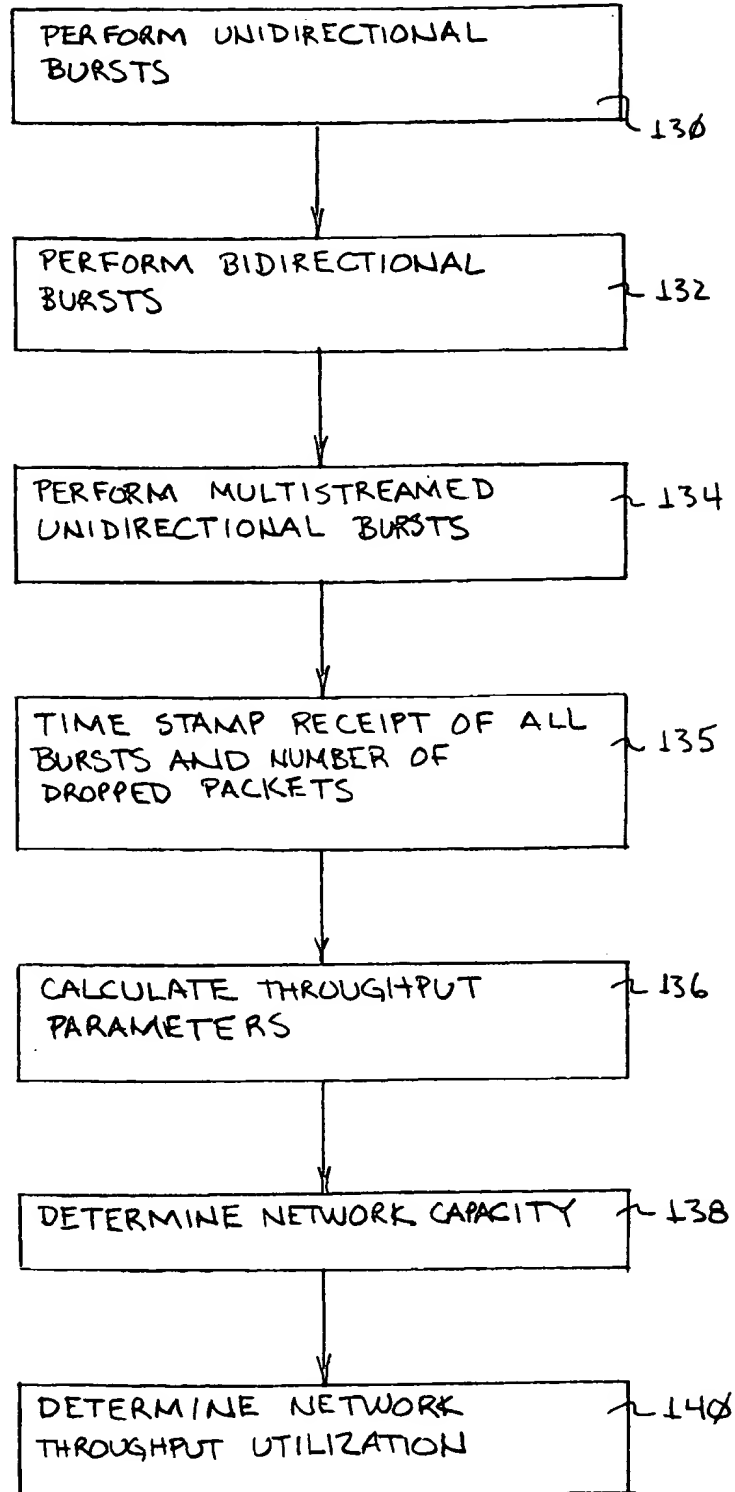 PERFORM UNIDIRECTIONAL
BURSTS
130
PERFORM BIDIRECTIONAL
BURSTS
132
PERFORM MULTISTREAMED
UNIDIRECTIONAL BURSTS
134
TIME STAMP RECEIPT OF ALL
BURSTS AND NUMBER OF
DROPPED PACKETS
135
CALCULATE THROUGHPUT
PARAMETERS
136
DETERMINE NETWORK CAPACITY
138
DETERMINE NETWORK
THROUGHPUT UTILIZATION
140